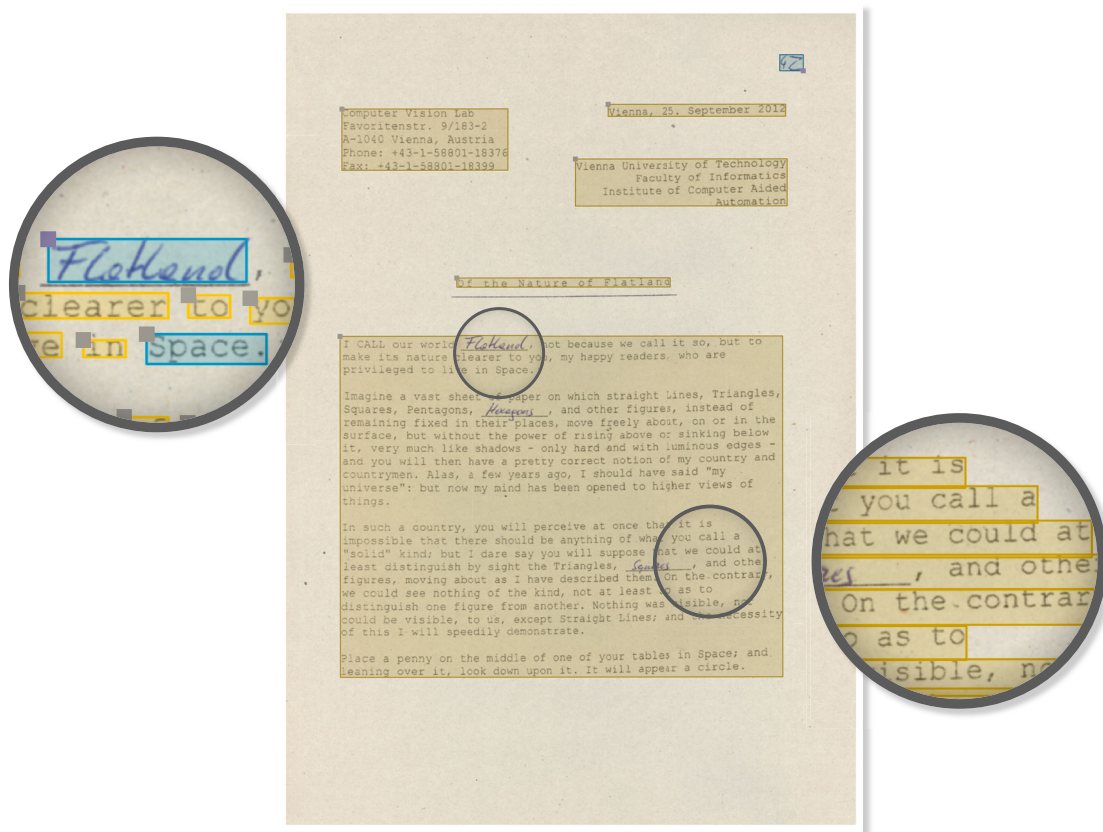 42
Computer Vision Lab
Favoritenstr. 9/183-2
A-1040 Vienna, Austria
Phone: +43-1-58801-18376
Fax: +43-1-58801-18399
Vienna, 25. September 2012
Vienna University of Technology
Faculty of Informatics
Institute of Computer Aided
Automation
Of the Nature of Flatland
I CALL our world Flatland, not because we call it so, but to
make its nature clearer to you, my happy readers, who are
privileged to live in Space.
Imagine a vast sheet of paper on which straight Lines, Triangles,
Squares, Pentagons, Hexagons, and other figures, instead of
remaining fixed in their places, move freely about, on or in the
surface, but without the power of rising above or sinking below
it, very much like shadows - only hard and with luminous edges -
and you will then have a pretty correct notion of my country and
countrymen. Alas, a few years ago, I should have said "my
universe": but now my mind has been opened to higher views of
things.
In such a country, you will perceive at once that it is
impossible that there should be anything of what you call a
"solid" kind; but I dare say you will suppose that we could at
least distinguish by sight the Triangles, Squares, and othe
figures, moving about as I have described them. On the contrary,
we could see nothing of the kind, not at least so as to
distinguish one figure from another. Nothing was visible, nor
could be visible, to us, except Straight Lines; and the necessity
of this I will speedily demonstrate.
Place a penny on the middle of one of your tables in Space; and
leaning over it, look down upon it. It will appear a circle.
Flatland,
clearer to yo
ve in Space.
it is
you call a
hat we could at
res, and othe
On the contrar
o as to
isible, no